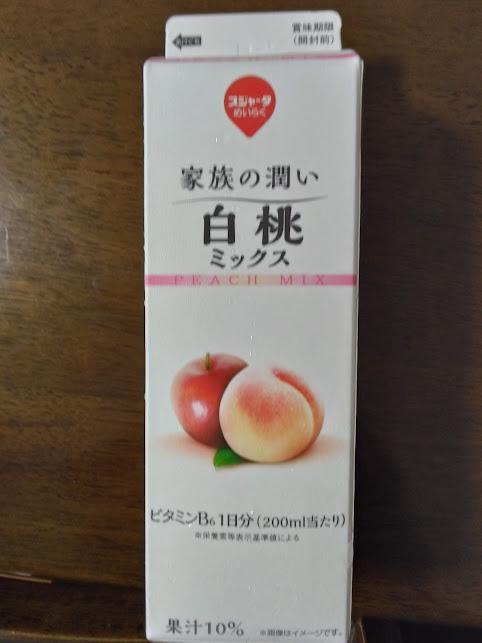 賞味期限
(開封前)
スジャータ
めいらく
家族の潤い
白桃
ミックス
PEACH MIX
ビタミンB6 1日分(200ml当たり)
※栄養素等表示基準値による
果汁10% ※画像はイメージです。